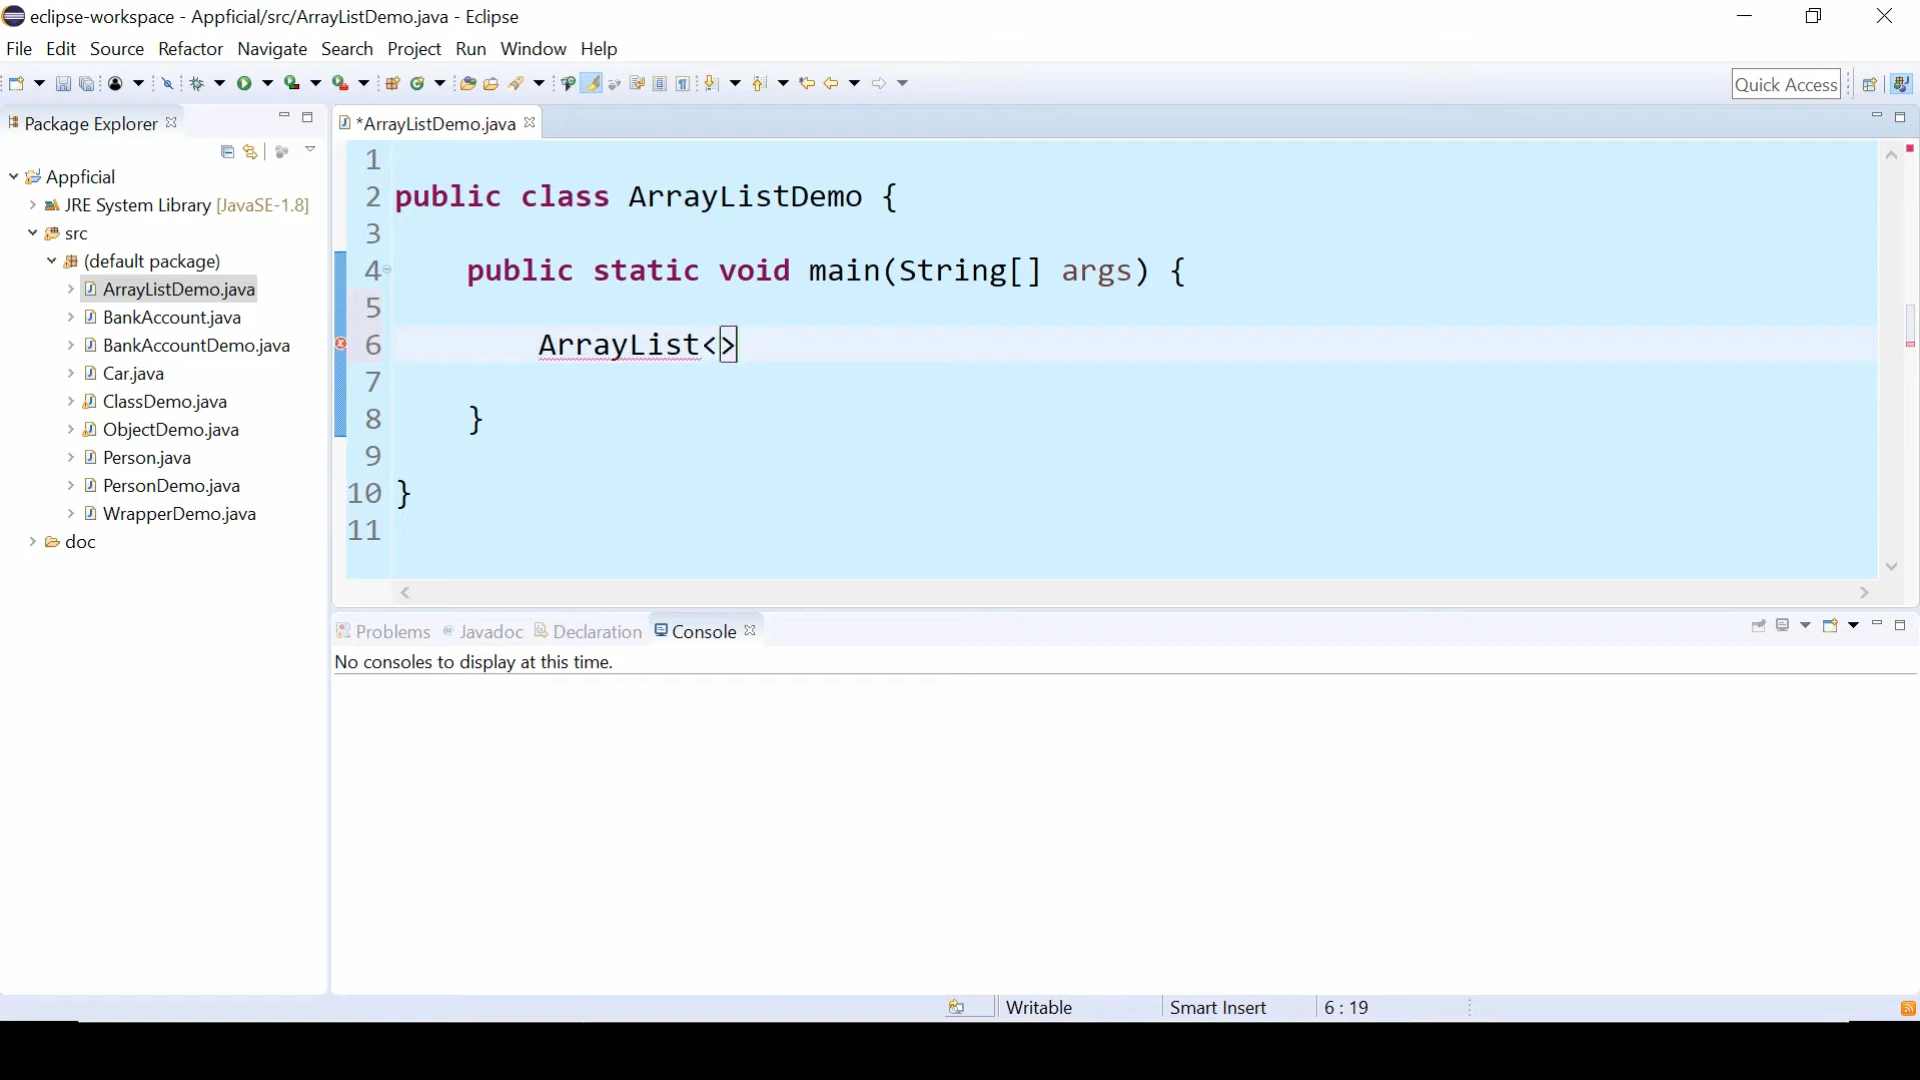 eclipse-workspace - Appficial/src/ArrayListDemo.java - Eclipse
File Edit Source Refactor Navigate Search Project Run Window Help
Quick Access
Package Explorer
*ArrayListDemo.java
Appficial
JRE System Library [JavaSE-1.8]
src
(default package)
ArrayListDemo.java
BankAccount.java
BankAccountDemo.java
Car.java
ClassDemo.java
ObjectDemo.java
Person.java
PersonDemo.java
WrapperDemo.java
doc
1
2 public class ArrayListDemo {
3
4 public static void main(String[] args) {
5
6 ArrayList<>
7
8 }
9
10 }
11
Problems Javadoc Declaration Console
No consoles to display at this time.
Writable Smart Insert 6 : 19